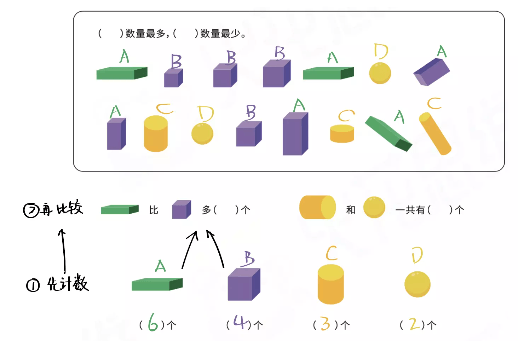 ( )数量最多,( )数量最少。
A B B B A D A
A C D B A C A C
②再比较 比 多( )个 和 一共有( )个
①先计数 A B C D
(6)个 (4)个 (3)个 (2)个